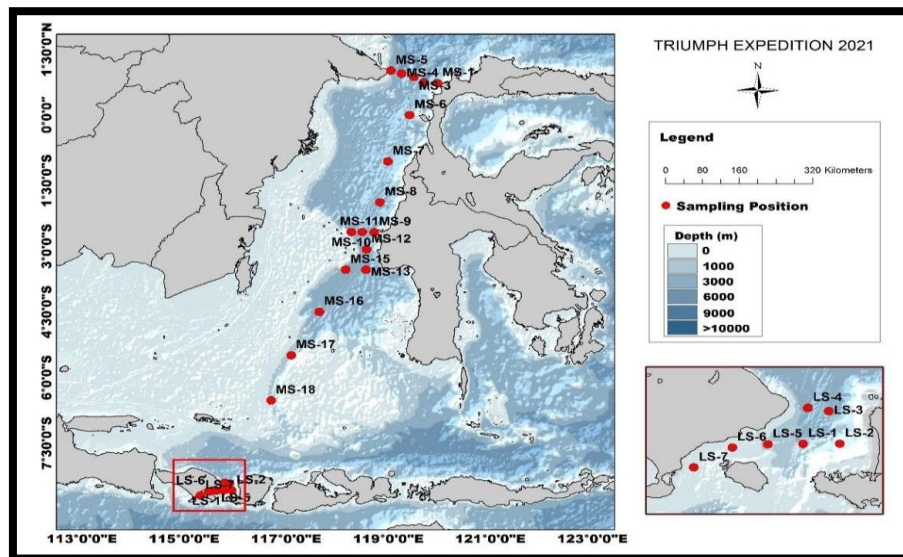 TRIUMPH EXPEDITION 2021
N
Legend
0 60 120 320 Kilometers
Sampling Position
Depth (m)
0
1000
3000
6000
9000
>10000
1°30'0"N
0°0'0"
1°30'0"S
3°0'0"S
4°30'0"S
6°0'0"S
7°30'0"S
MS-5
MS-4 MS-1
MS-3
MS-6
MS-7
MS-8
MS-11 MS-9
MS-10 MS-12
MS-15
MS-13
MS-16
MS-17
MS-18
LS-6 LS-2
LS-1
113°0'0"E 115°0'0"E 117°0'0"E 119°0'0"E 121°0'0"E 123°0'0"E
LS-4
LS-3
LS-6 LS-5 LS-1 LS-2
LS-7